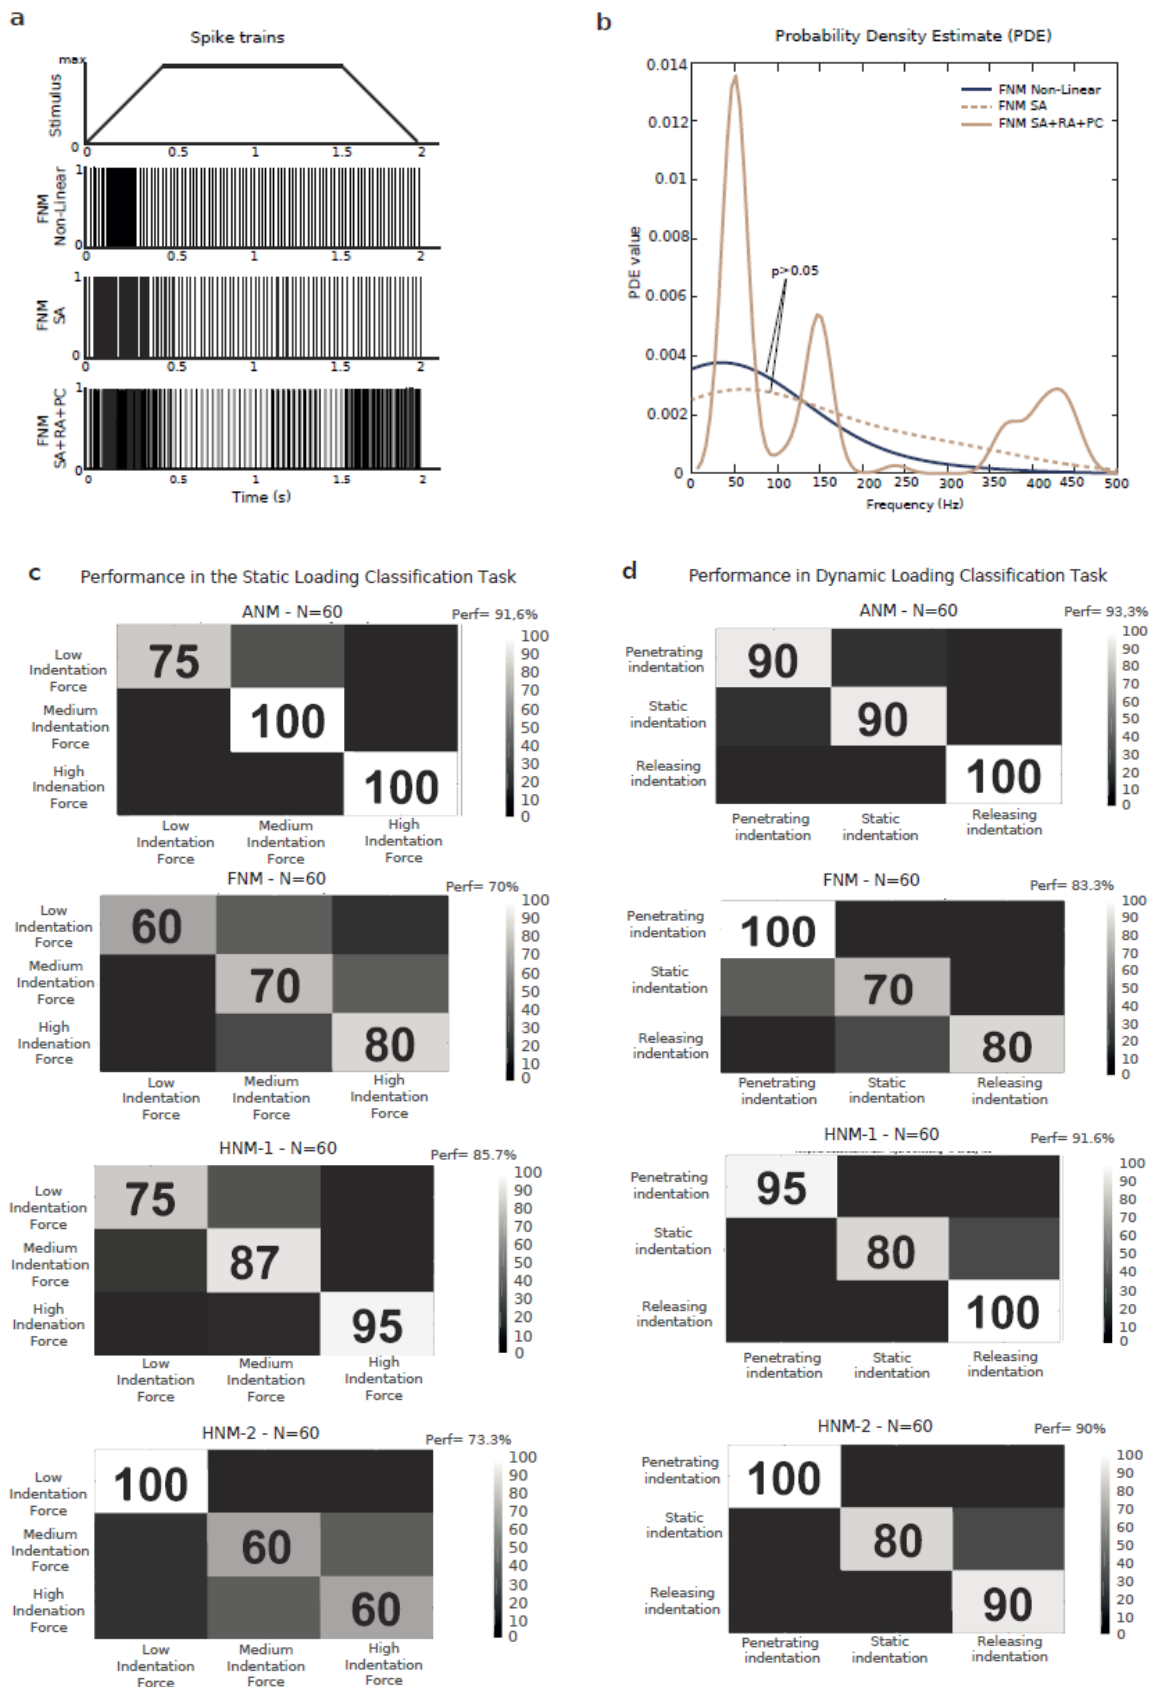 a
Spike trains
max
Stimulus
0
0 0.5 1 1.5 2
FNM
Non-Linear
1
0
0 0.5 1 1.5 2
FNM
SA
1
0
0 0.5 1 1.5 2
FNM
SA+RA+PC
1
0
0 0.5 1 1.5 2
Time (s)
b
Probability Density Estimate (PDE)
PDE value
0.014
0.012
0.01
0.008
0.006
0.004
0.002
0
FNM Non-Linear
FNM SA
FNM SA+RA+PC
p>0.05
0 50 100 150 200 250 300 350 400 450 500
Frequency (Hz)
c
Performance in the Static Loading Classification Task
ANM - N=60
Perf= 91,6%
Low
Indentation
Force
Medium
Indentation
Force
High
Indenation
Force
75
100
100
Low
Indentation
Force
Medium
Indentation
Force
High
Indentation
Force
100
90
80
70
60
50
40
30
20
10
0
FNM - N=60
Perf= 70%
Low
Indentation
Force
Medium
Indentation
Force
High
Indenation
Force
60
70
80
Low
Indentation
Force
Medium
Indentation
Force
High
Indentation
Force
100
90
80
70
60
50
40
30
20
10
0
HNM-1 - N=60
Perf= 85.7%
Low
Indentation
Force
Medium
Indentation
Force
High
Indenation
Force
75
87
95
Low
Indentation
Force
Medium
Indentation
Force
High
Indentation
Force
100
90
80
70
60
50
40
30
20
10
0
HNM-2 - N=60
Perf= 73.3%
Low
Indentation
Force
Medium
Indentation
Force
High
Indenation
Force
100
60
60
Low
Indentation
Force
Medium
Indentation
Force
High
Indentation
Force
100
90
80
70
60
50
40
30
20
10
0
d
Performance in Dynamic Loading Classification Task
ANM - N=60
Perf= 93,3%
Penetrating
indentation
Static
indentation
Releasing
indentation
90
90
100
Penetrating
indentation
Static
indentation
Releasing
indentation
100
90
80
70
60
50
40
30
20
10
0
FNM - N=60
Perf= 83.3%
Penetrating
indentation
Static
indentation
Releasing
indentation
100
70
80
Penetrating
indentation
Static
indentation
Releasing
indentation
100
90
80
70
60
50
40
30
20
10
0
HNM-1 - N=60
Perf= 91.6%
Penetrating
indentation
Static
indentation
Releasing
indentation
95
80
100
Penetrating
indentation
Static
indentation
Releasing
indentation
100
90
80
70
60
50
40
30
20
10
0
HNM-2 - N=60
Perf= 90%
Penetrating
indentation
Static
indentation
Releasing
indentation
100
80
90
Penetrating
indentation
Static
indentation
Releasing
indentation
100
90
80
70
60
50
40
30
20
10
0